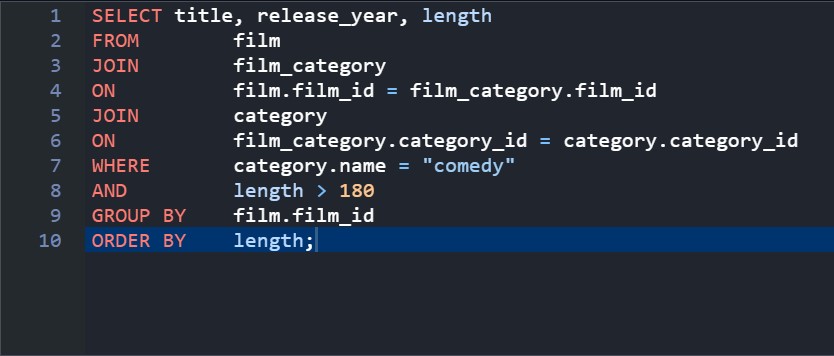 1 SELECT title, release_year, length
2 FROM film
3 JOIN film_category
4 ON film.film_id = film_category.film_id
5 JOIN category
6 ON film_category.category_id = category.category_id
7 WHERE category.name = "comedy"
8 AND length > 180
9 GROUP BY film.film_id
10 ORDER BY length;